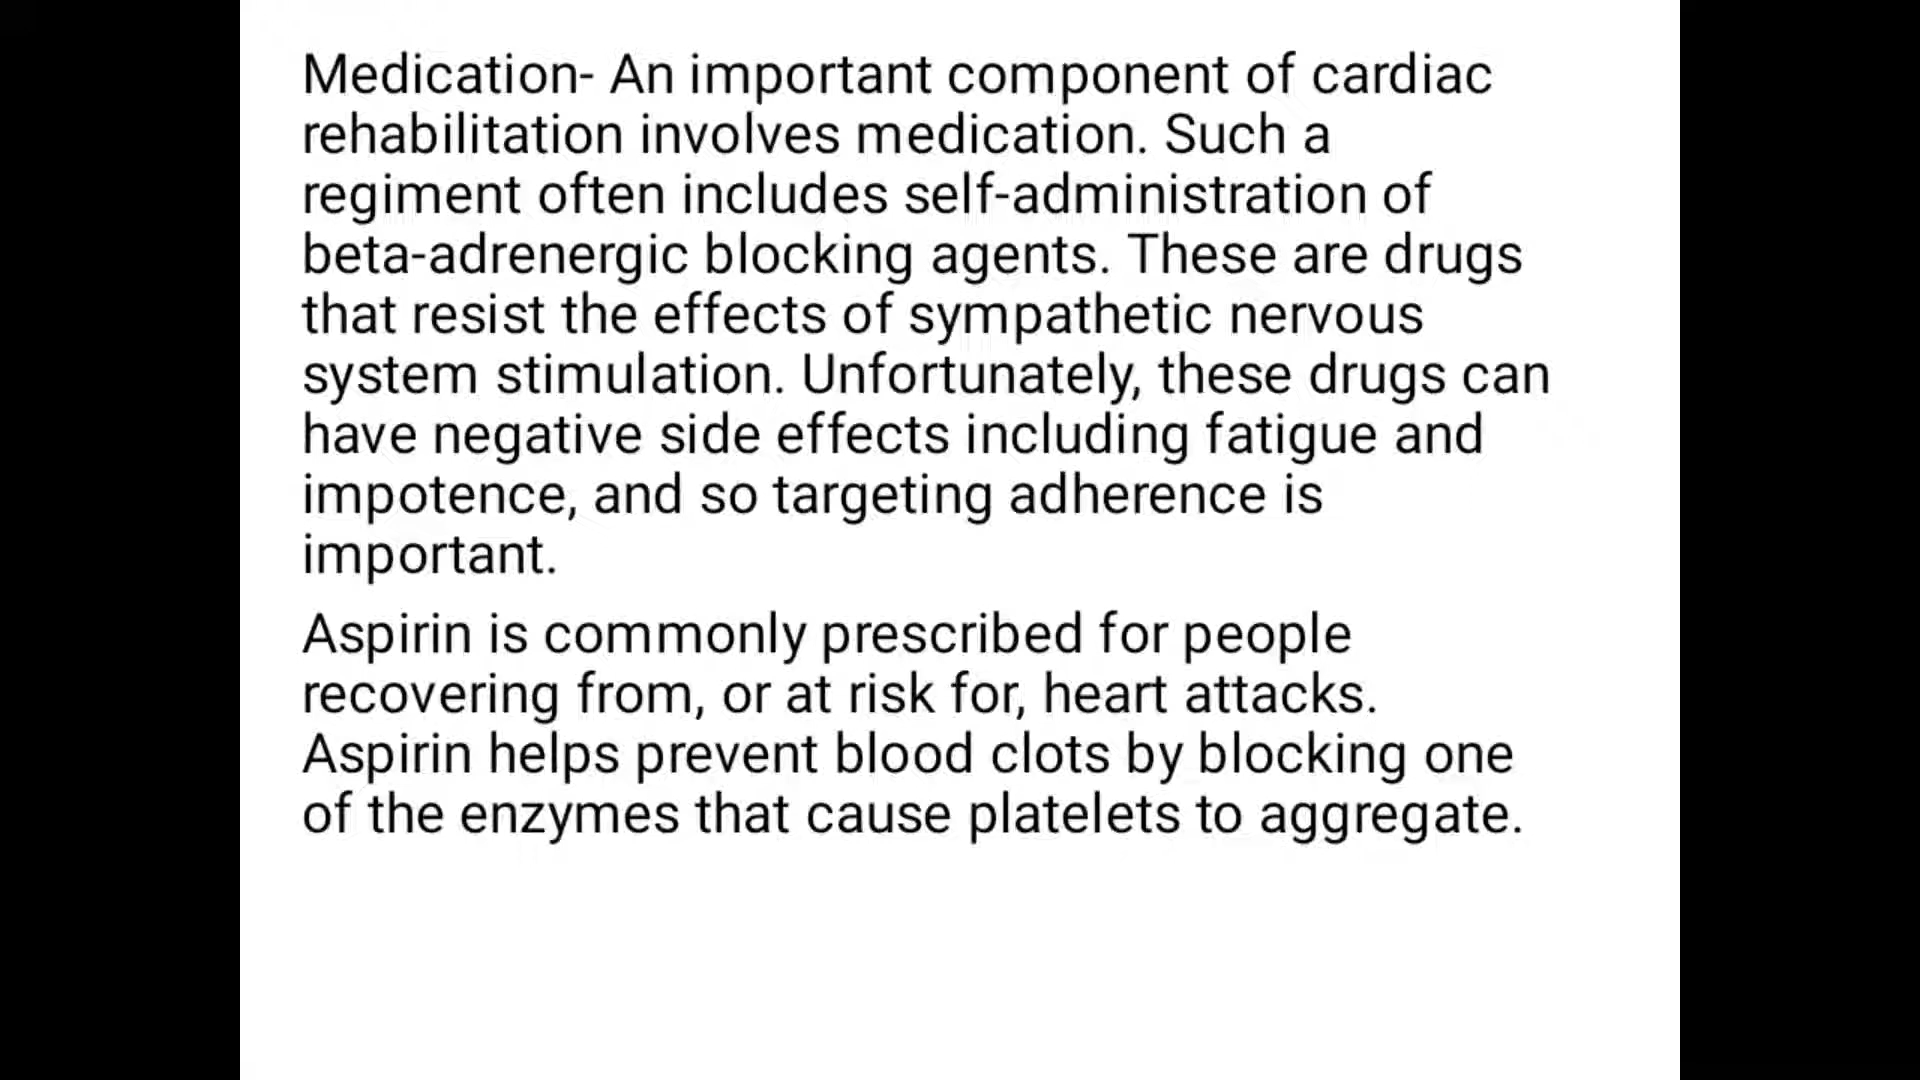 Medication- An important component of cardiac
rehabilitation involves medication. Such a
regiment often includes self-administration of
beta-adrenergic blocking agents. These are drugs
that resist the effects of sympathetic nervous
system stimulation. Unfortunately, these drugs can
have negative side effects including fatigue and
impotence, and so targeting adherence is
important.
Aspirin is commonly prescribed for people
recovering from, or at risk for, heart attacks.
Aspirin helps prevent blood clots by blocking one
of the enzymes that cause platelets to aggregate.